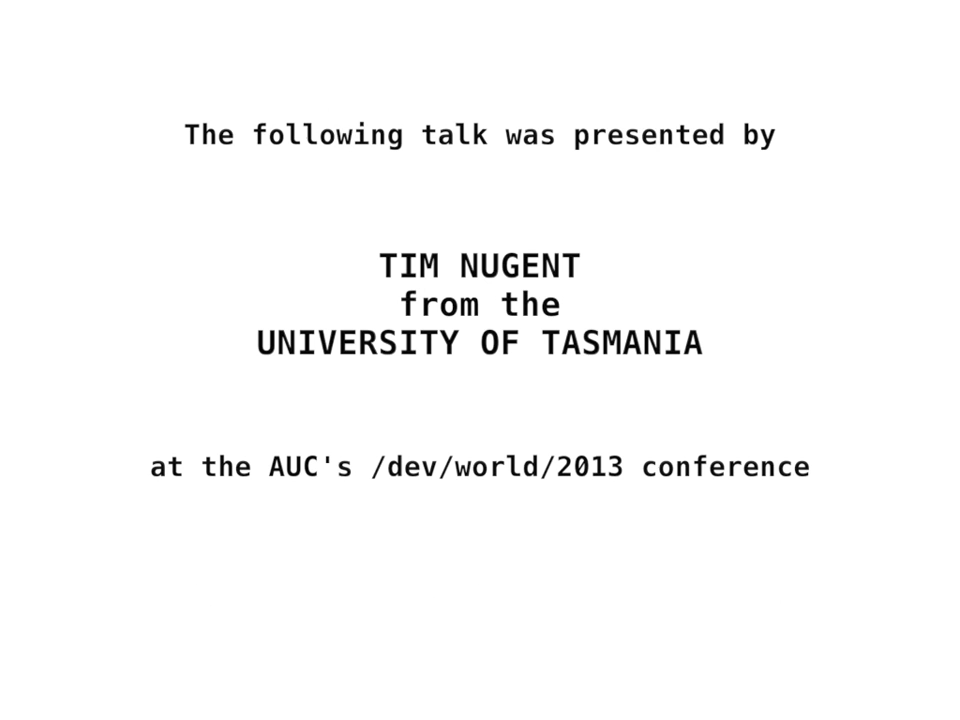 The following talk was presented by
TIM NUGENT
from the
UNIVERSITY OF TASMANIA
at the AUC's /dev/world/2013 conference